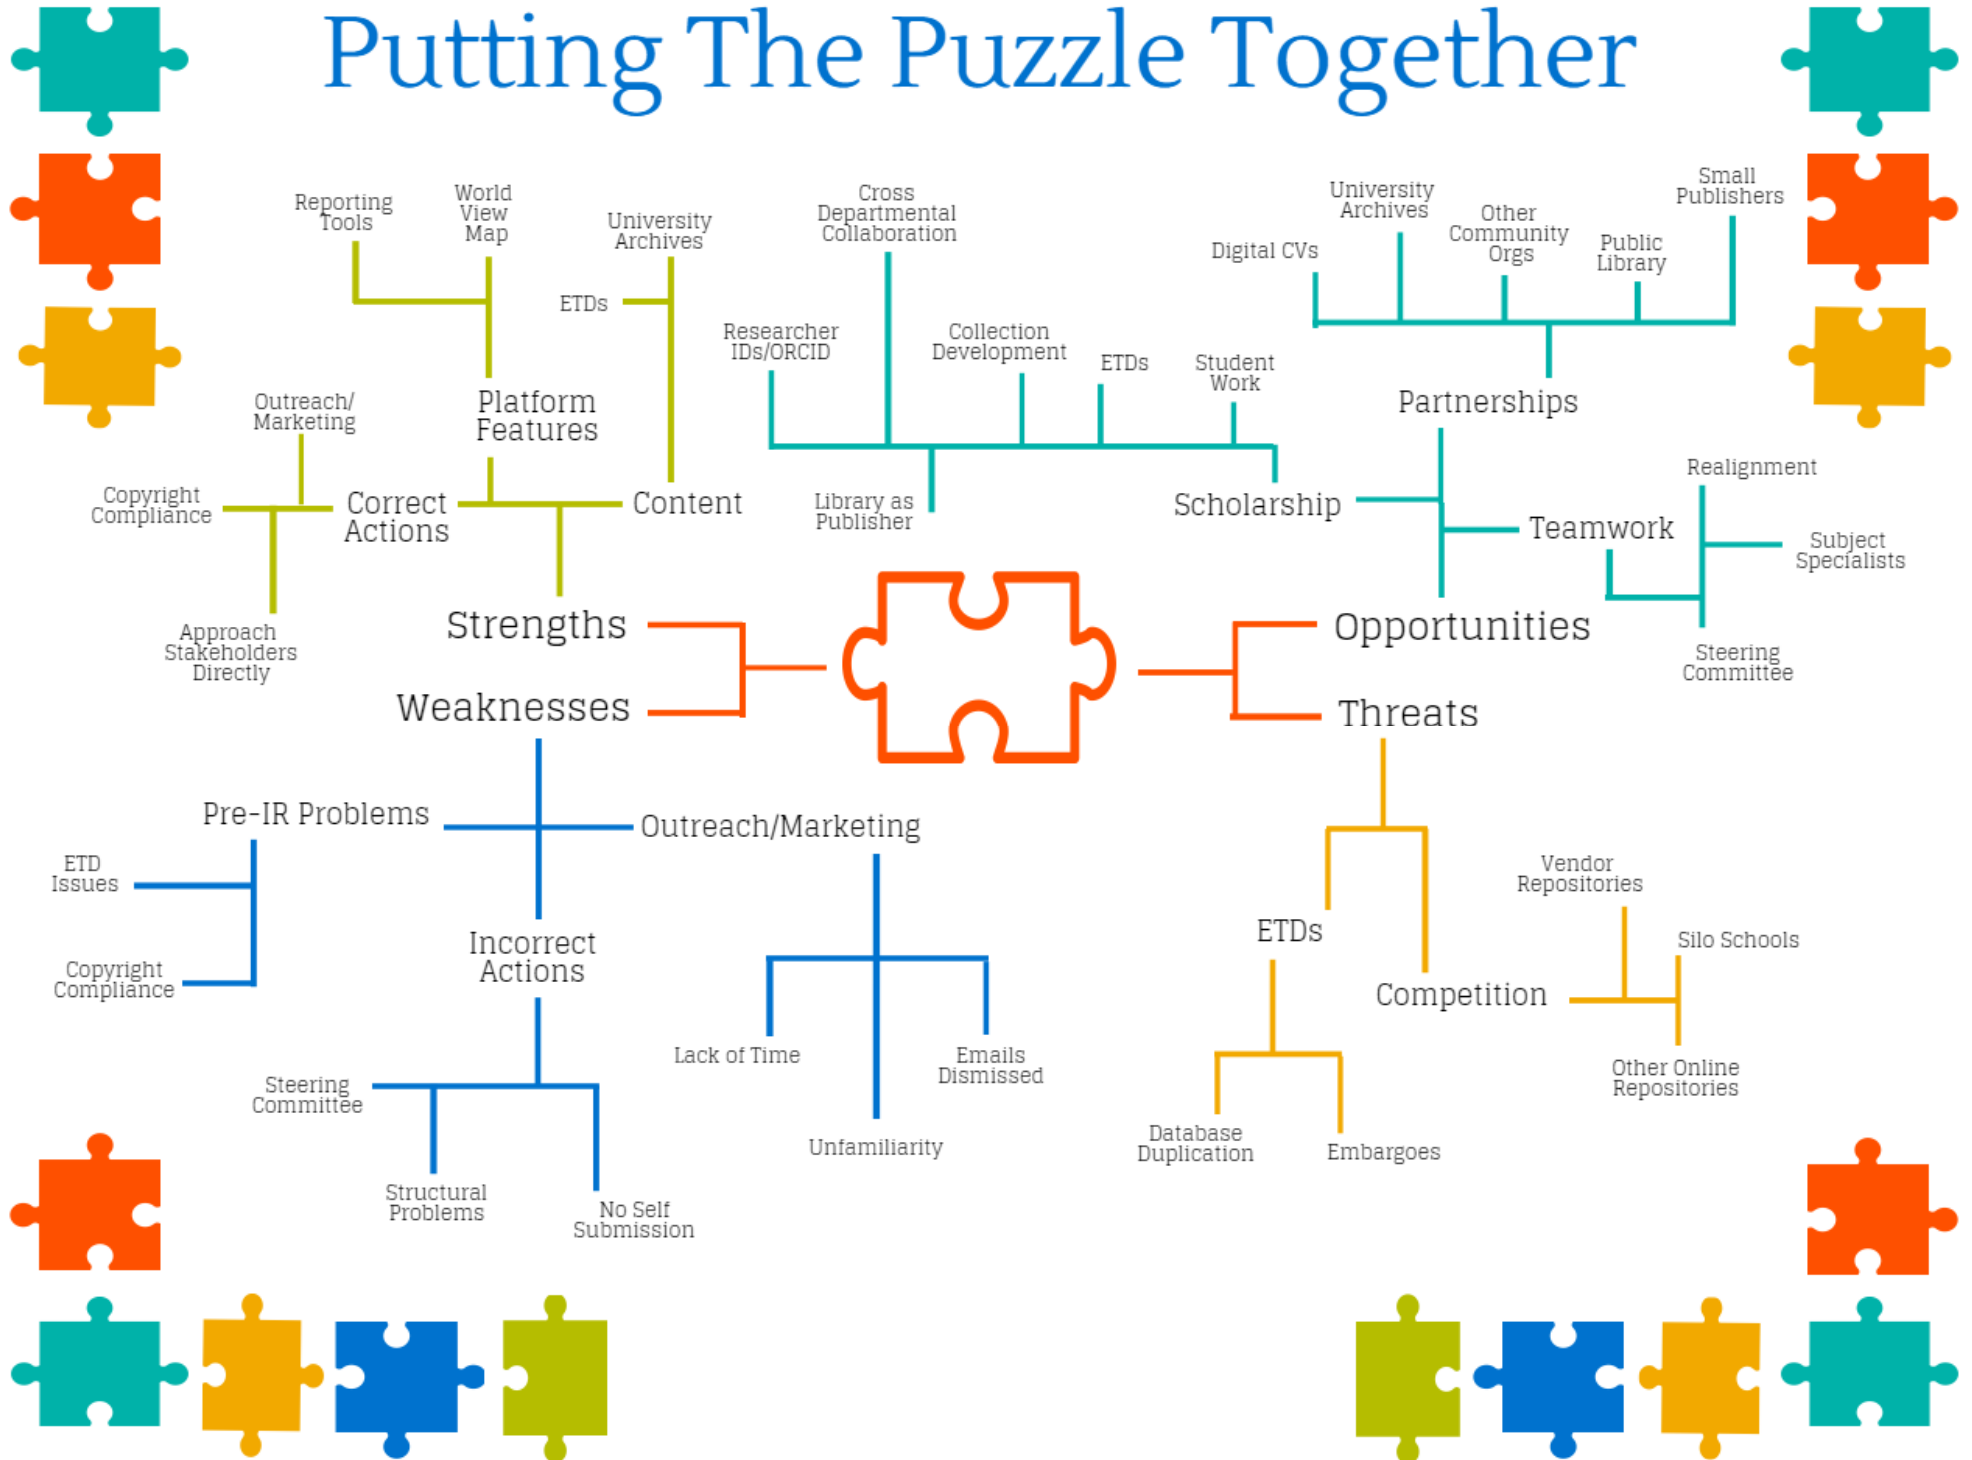 Putting The Puzzle Together
Reporting
Tools
World
View
Map
University
Archives
ETDs
Platform
Features
Outreach/
Marketing
Copyright
Compliance
Correct
Actions
Content
Approach
Stakeholders
Directly
Strengths
Cross
Departmental
Collaboration
Researcher
IDs/ORCID
Collection
Development
ETDs
Student
Work
Library as
Publisher
Scholarship
Digital CVs
University
Archives
Other
Community
Orgs
Public
Library
Small
Publishers
Partnerships
Realignment
Teamwork
Subject
Specialists
Steering
Committee
Opportunities
Weaknesses
Pre-IR Problems
ETD
Issues
Copyright
Compliance
Outreach/Marketing
Incorrect
Actions
Lack of Time
Emails
Dismissed
Unfamiliarity
Steering
Committee
Structural
Problems
No Self
Submission
Threats
ETDs
Database
Duplication
Embargoes
Competition
Vendor
Repositories
Silo Schools
Other Online
Repositories